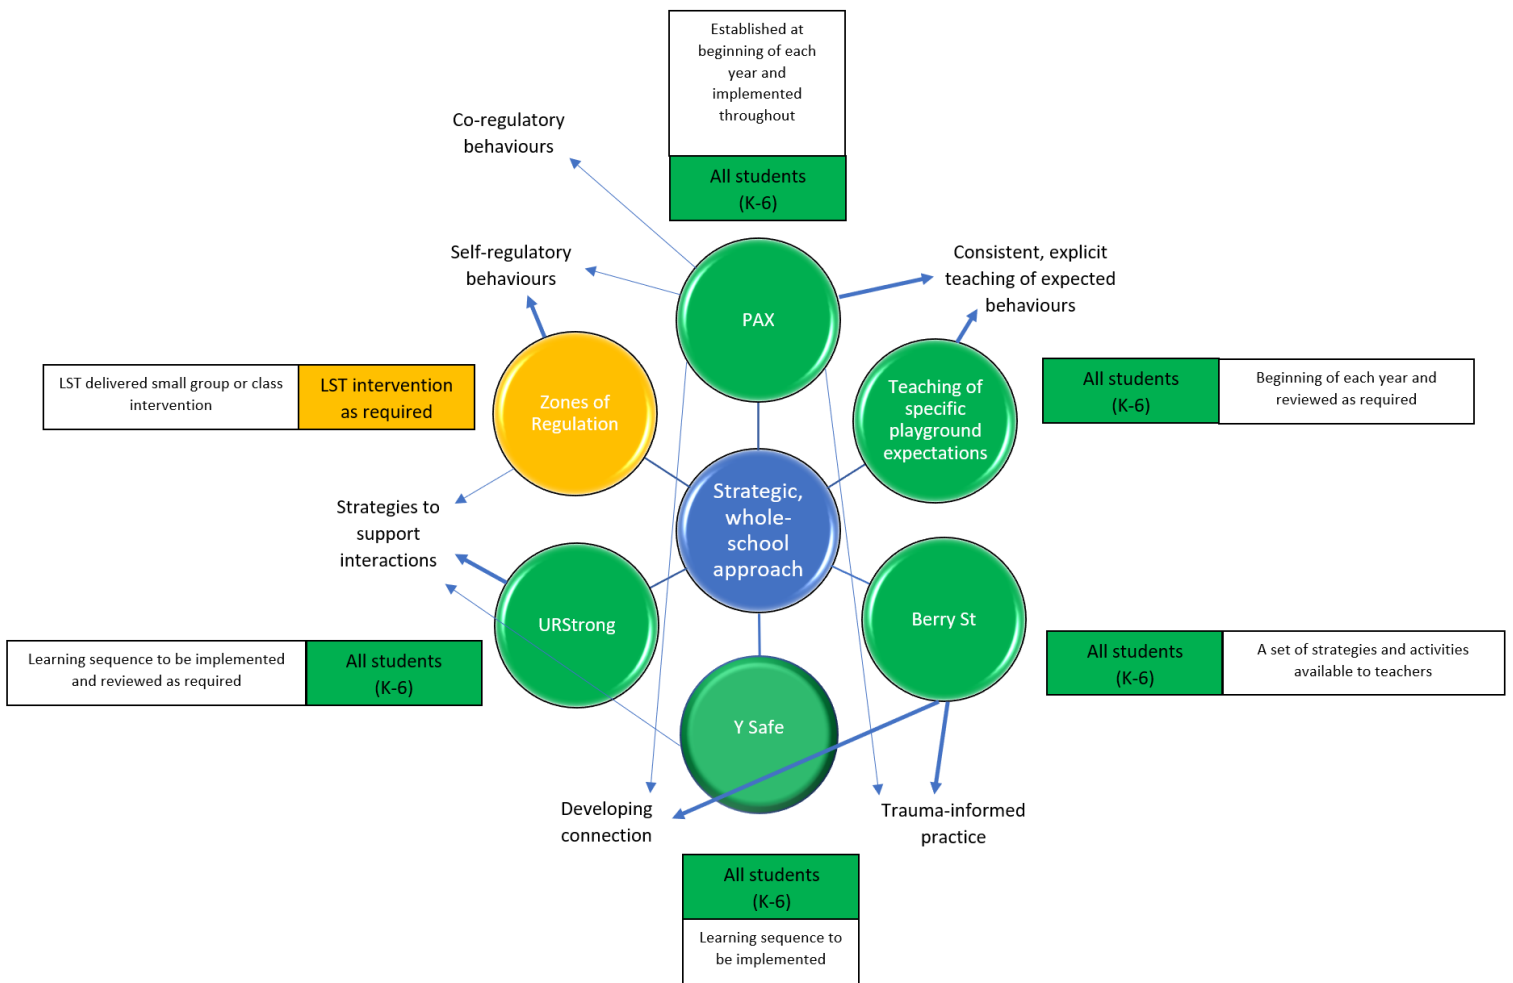 Established at
beginning of each
year and
implemented
throughout
All students
(K-6)
Co-regulatory
behaviours
Self-regulatory
behaviours
Consistent, explicit
teaching of expected
behaviours
PAX
LST delivered small group or class
intervention
LST intervention
as required
Zones of
Regulation
Teaching of
specific
playground
expectations
All students
(K-6)
Beginning of each year and
reviewed as required
Strategic,
whole-
school
approach
Strategies to
support
interactions
URStrong
Berry St
Learning sequence to be implemented
and reviewed as required
All students
(K-6)
All students
(K-6)
A set of strategies and activities
available to teachers
Y Safe
Developing
connection
Trauma-informed
practice
All students
(K-6)
Learning sequence to
be implemented